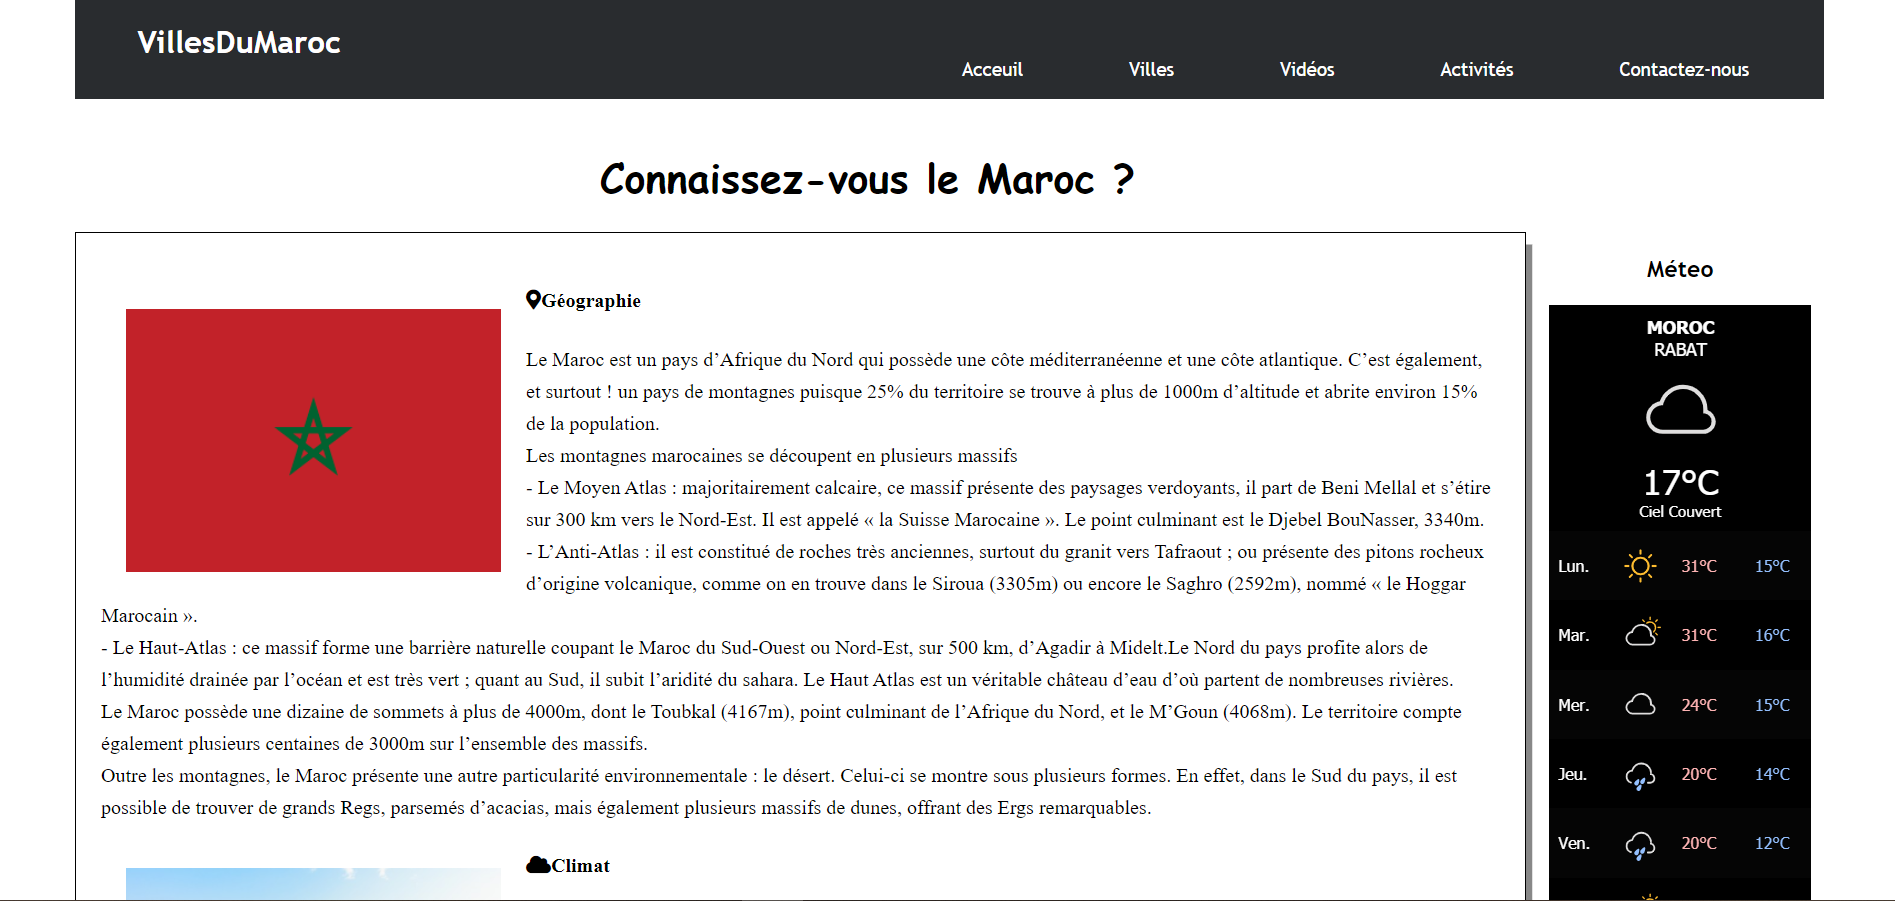 VillesDuMaroc
Acceuil Villes Vidéos Activités Contactez-nous
Connaissez-vous le Maroc ?
Géographie
Le Maroc est un pays d’Afrique du Nord qui possède une côte méditerranéenne et une côte atlantique. C’est également,
et surtout ! un pays de montagnes puisque 25% du territoire se trouve à plus de 1000m d’altitude et abrite environ 15%
de la population.
Les montagnes marocaines se découpent en plusieurs massifs
- Le Moyen Atlas : majoritairement calcaire, ce massif présente des paysages verdoyants, il part de Beni Mellal et s’étire
sur 300 km vers le Nord-Est. Il est appelé « la Suisse Marocaine ». Le point culminant est le Djebel BouNasser, 3340m.
- L’Anti-Atlas : il est constitué de roches très anciennes, surtout du granit vers Tafraout ; ou présente des pitons rocheux
d’origine volcanique, comme on en trouve dans le Siroua (3305m) ou encore le Saghro (2592m), nommé « le Hoggar
Marocain ».
- Le Haut-Atlas : ce massif forme une barrière naturelle coupant le Maroc du Sud-Ouest ou Nord-Est, sur 500 km, d’Agadir à Midelt.Le Nord du pays profite alors de
l’humidité drainée par l’océan et est très vert ; quant au Sud, il subit l’aridité du sahara. Le Haut Atlas est un véritable château d’eau d’où partent de nombreuses rivières.
Le Maroc possède une dizaine de sommets à plus de 4000m, dont le Toubkal (4167m), point culminant de l’Afrique du Nord, et le M’Goun (4068m). Le territoire compte
également plusieurs centaines de 3000m sur l’ensemble des massifs.
Outre les montagnes, le Maroc présente une autre particularité environnementale : le désert. Celui-ci se montre sous plusieurs formes. En effet, dans le Sud du pays, il est
possible de trouver de grands Regs, parsemés d’acacias, mais également plusieurs massifs de dunes, offrant des Ergs remarquables.
Climat
Méteo
MOROC
RABAT
17°C
Ciel Couvert
Lun. 31°C 15°C
Mar. 31°C 16°C
Mer. 24°C 15°C
Jeu. 20°C 14°C
Ven. 20°C 12°C